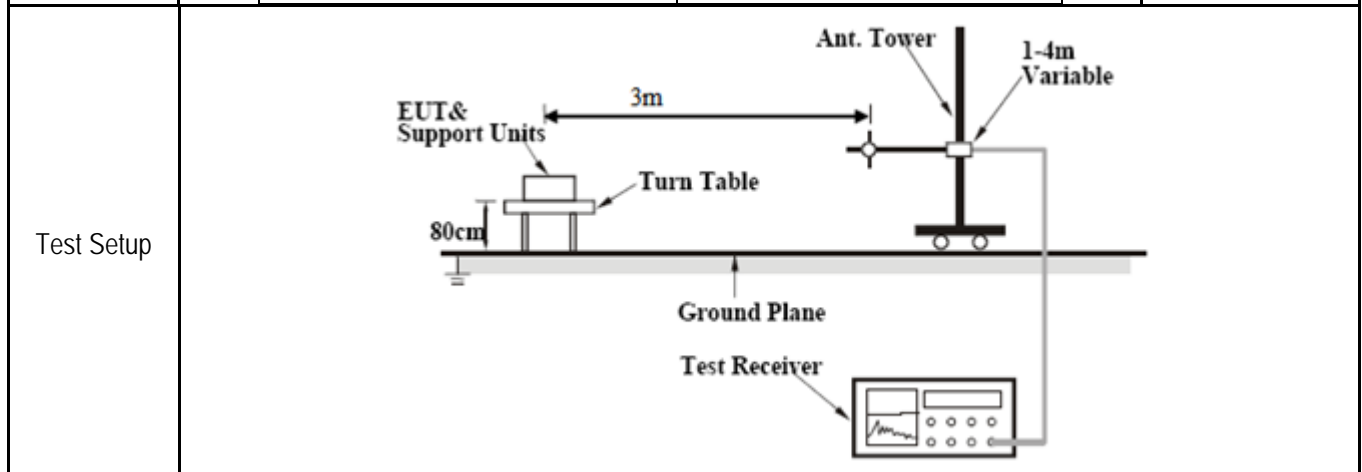 Test Setup
Ant. Tower
1-4m
Variable
3m
EUT&
Support Units
Turn Table
80cm
Ground Plane
Test Receiver